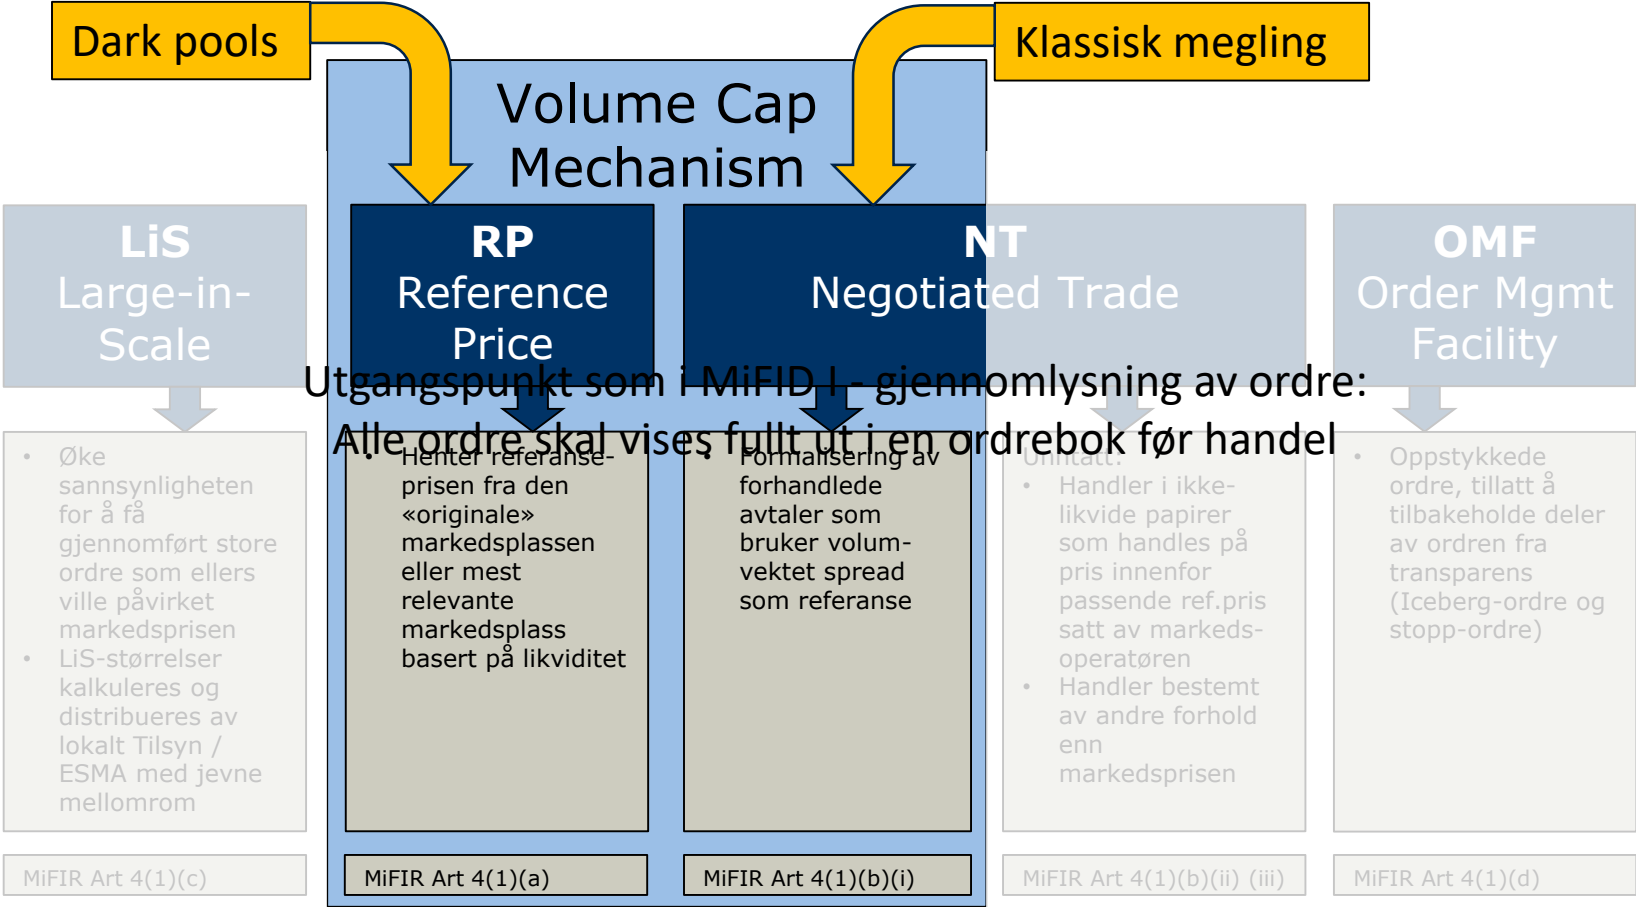 Dark pools
Klassisk megling
Volume Cap
Mechanism
LiS
Large-in-
Scale
RP
Reference
Price
NT
Negotiated Trade
OMF
Order Mgmt
Facility
Utgangspunkt som i MiFID I - gjennomlysning av ordre:
Alle ordre skal vises fullt ut i en ordrebok før handel
• Øke
sannsynligheten
for å få
gjennomført store
ordre som ellers
ville påvirket
markedsprisen
• LiS-størrelser
kalkuleres og
distribueres av
lokalt Tilsyn /
ESMA med jevne
mellomrom
• Henter referanse-
prisen fra den
«originale»
markedsplassen
eller mest
relevante
markedsplass
basert på likviditet
• Formalisering av
forhandlede
avtaler som
bruker volum-
vektet spread
som referanse
Unntatt:
• Handler i ikke-
likvide papirer
som handles på
pris innenfor
passende ref.pris
satt av markeds-
operatøren
• Handler bestemt
av andre forhold
enn
markedsprisen
• Oppstykkede
ordre, tillatt å
tilbakeholde deler
av ordren fra
transparens
(Iceberg-ordre og
stopp-ordre)
MiFIR Art 4(1)(c)
MiFIR Art 4(1)(a)
MiFIR Art 4(1)(b)(i)
MiFIR Art 4(1)(b)(ii) (iii)
MiFIR Art 4(1)(d)